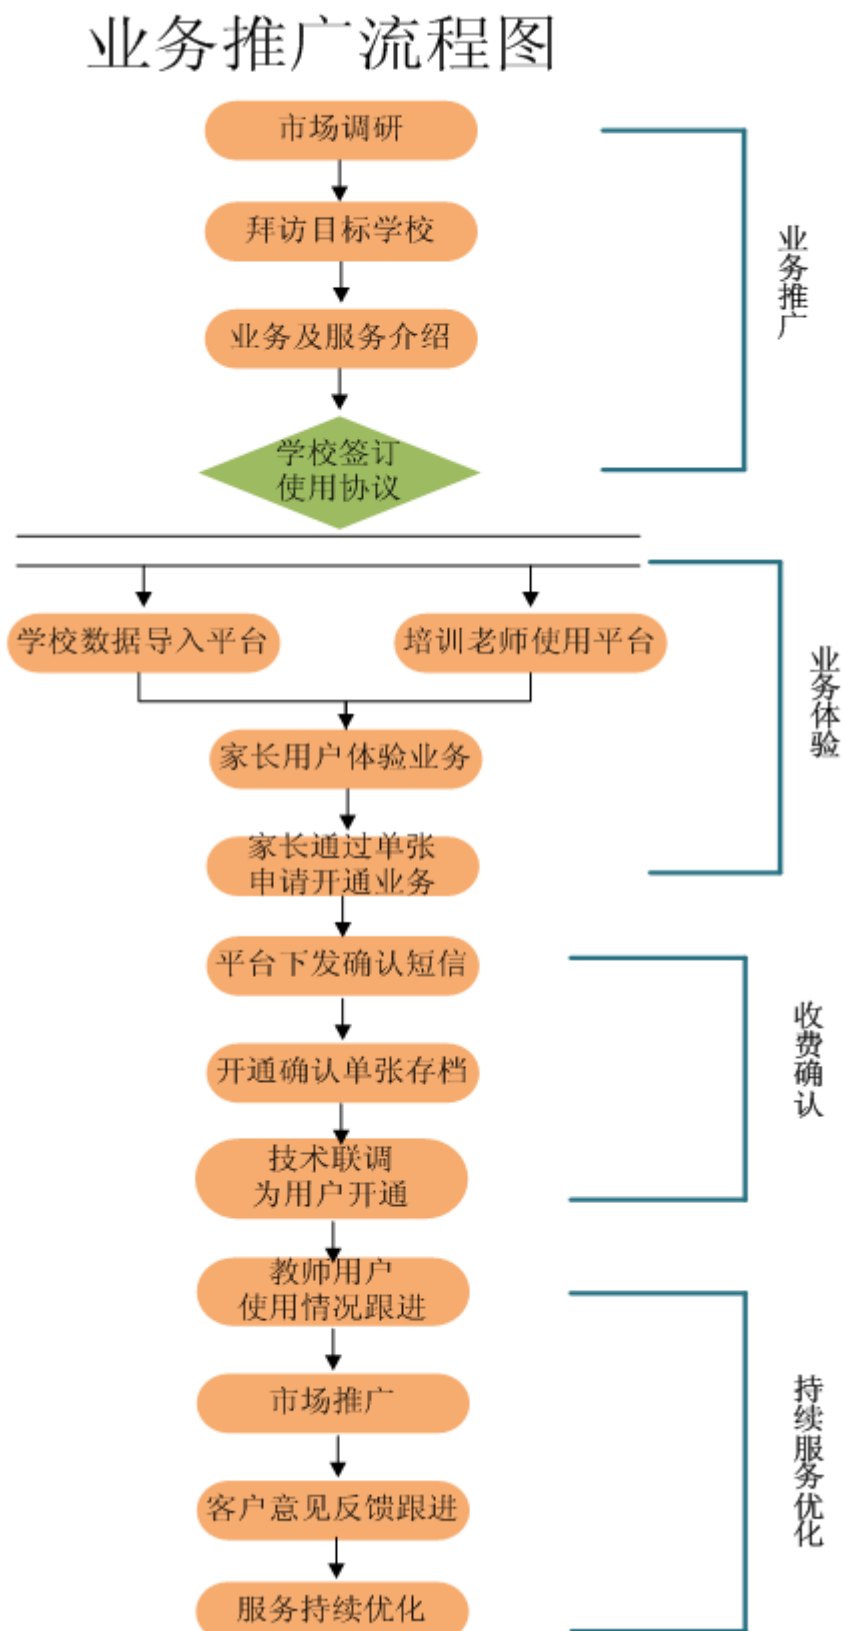 业务推广流程图
市场调研
拜访目标学校
业务及服务介绍
学校签订
使用协议
业务推广
学校数据导入平台
培训老师使用平台
家长用户体验业务
家长通过单张
申请开通业务
业务体验
平台下发确认短信
开通确认单张存档
技术联调
为用户开通
收费确认
教师用户
使用情况跟进
市场推广
客户意见反馈跟进
服务持续优化
持续服务优化